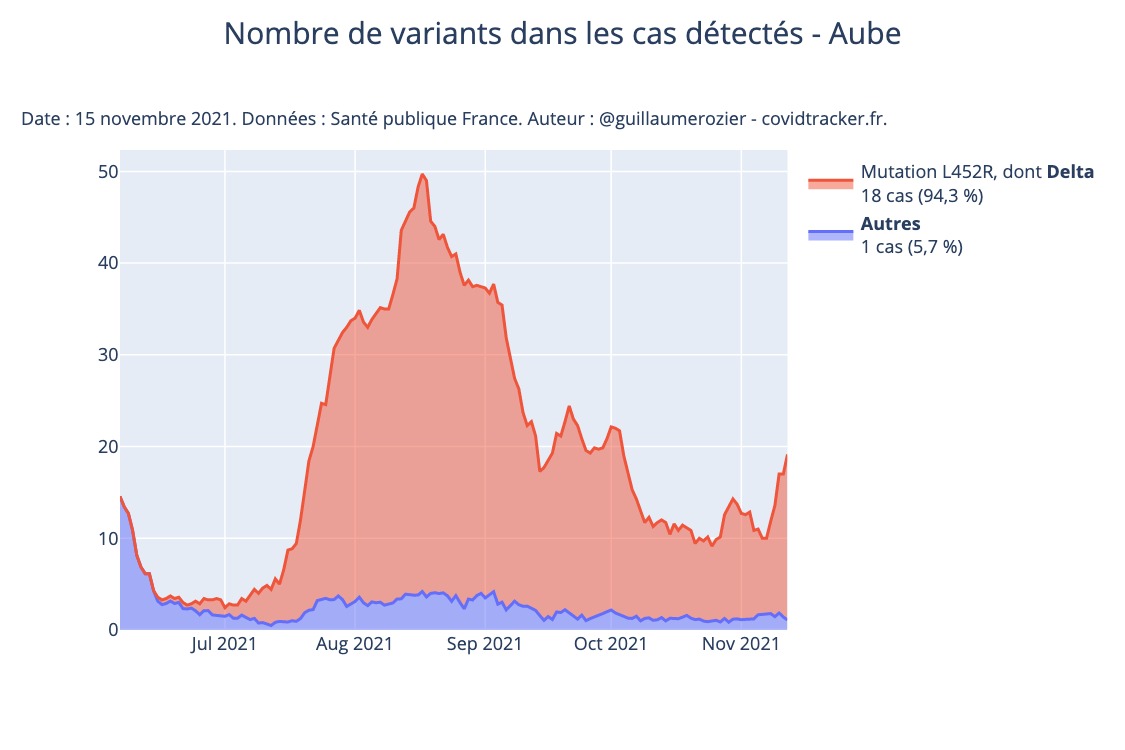 Nombre de variants dans les cas détectés - Aube
Date : 15 novembre 2021. Données : Santé publique France. Auteur : @guillaumerozier - covidtracker.fr.
Mutation L452R, dont Delta
18 cas (94,3 %)
Autres
1 cas (5,7 %)
50
40
30
20
10
0
Jul 2021
Aug 2021
Sep 2021
Oct 2021
Nov 2021